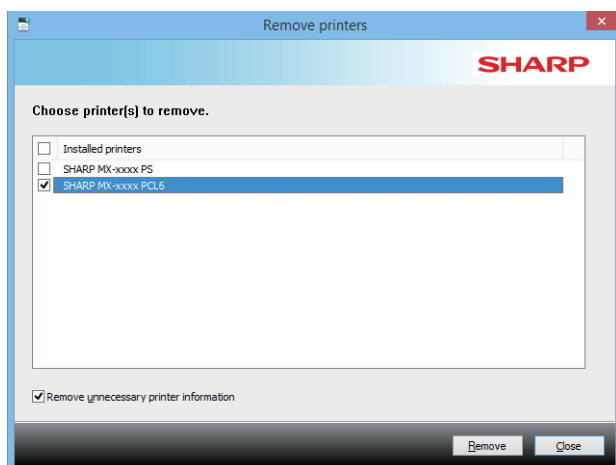 Remove printers
SHARP
Choose printer(s) to remove.
Installed printers
SHARP MX-xxxx PS
SHARP MX-xxxx PCL6
Remove unnecessary printer information
Remove Close